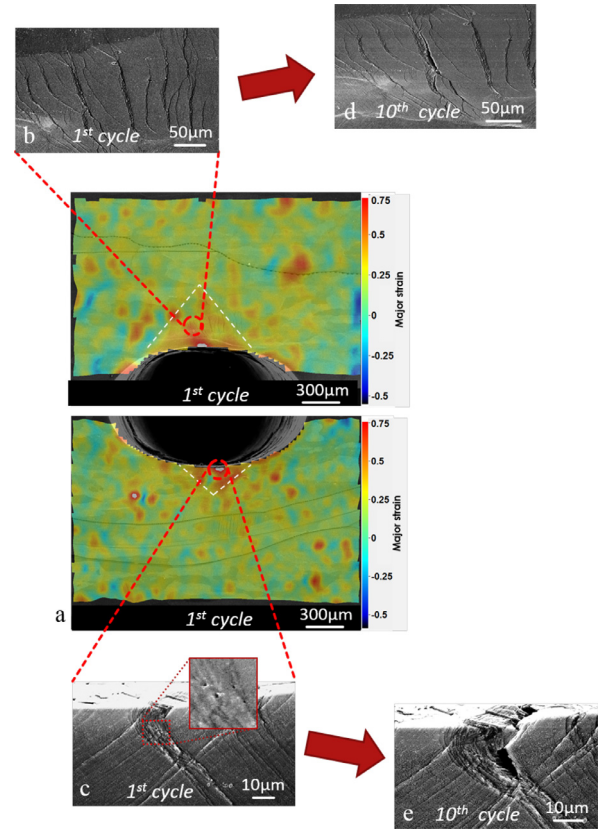 b
1st cycle
50µm
d
10th cycle
50µm
0.75
0.25
0
-0.25
-0.5
Major strain
1st cycle
300µm
0.75
0.5
0.25
0
-0.25
-0.5
Major strain
a
1st cycle
300µm
c
1st cycle
10µm
e
10th cycle
10µm